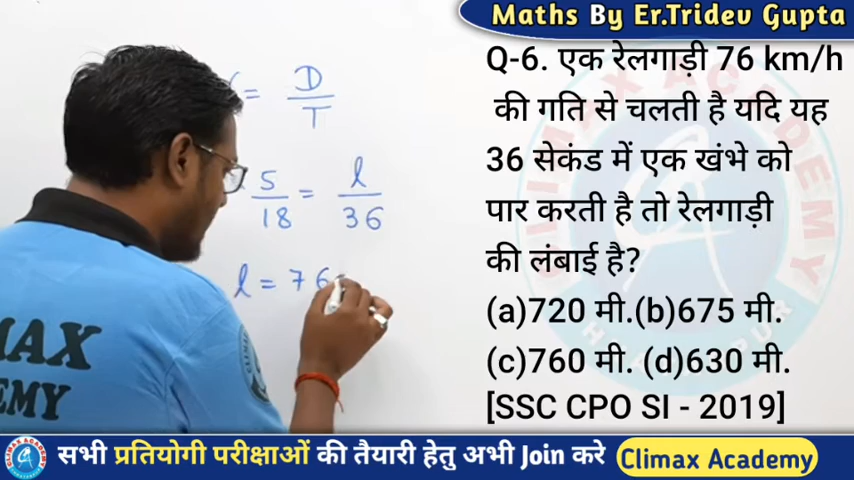 Maths By Er.Tridev Gupta
Q-6. एक रेलगाड़ी 76 km/h
की गति से चलती है यदि यह
36 सेकंड में एक खंभे को
पार करती है तो रेलगाड़ी
की लंबाई है?
(a)720 मी.(b)675 मी.
(c)760 मी. (d)630 मी.
[SSC CPO SI - 2019]
= D/T
5/18 = l/36
l = 76
MAX
EMY
सभी प्रतियोगी परीक्षाओं की तैयारी हेतु अभी Join करे Climax Academy